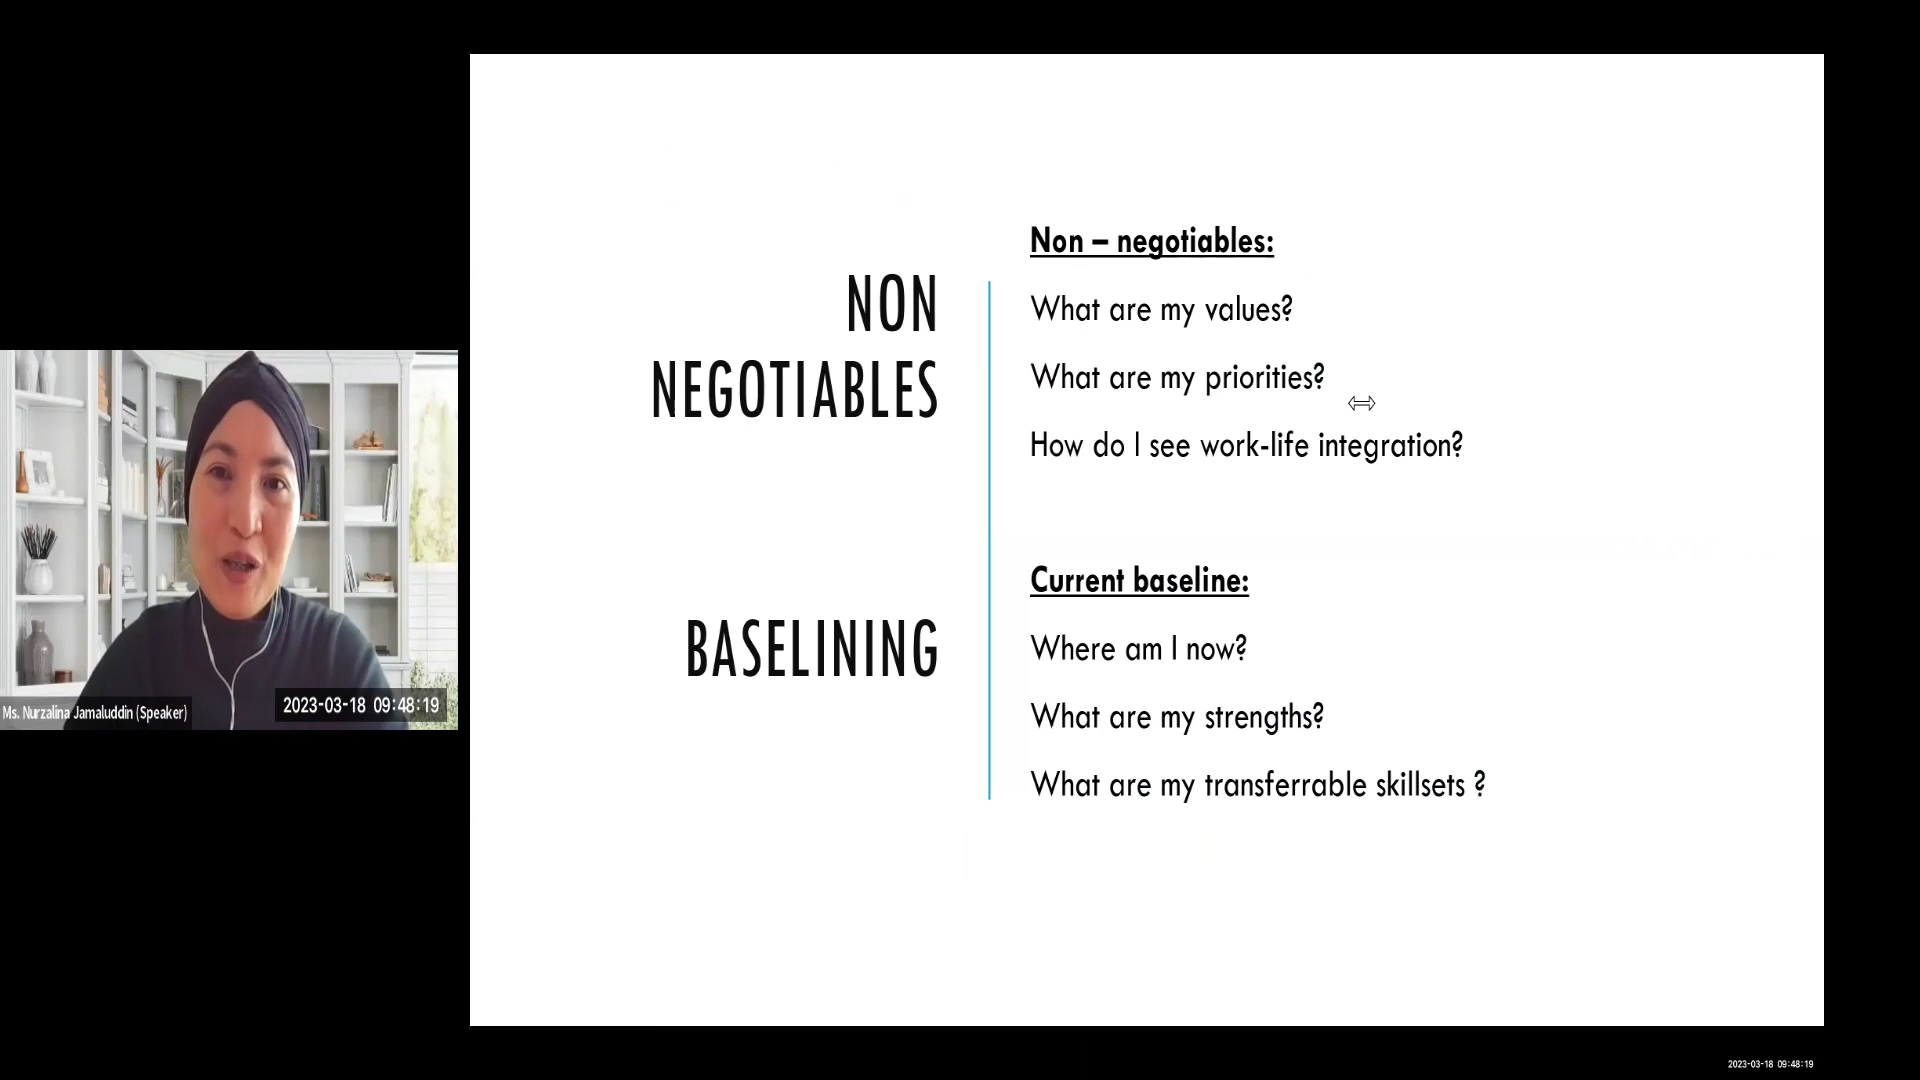 NON
NEGOTIABLES
BASELINING
Non – negotiables:
What are my values?
What are my priorities?
How do I see work-life integration?
Current baseline:
Where am I now?
What are my strengths?
What are my transferrable skillsets ?
Ms. Nurzalina Jamaluddin (Speaker)
2023-03-18 09:48:19
2023-03-18 09:48:19